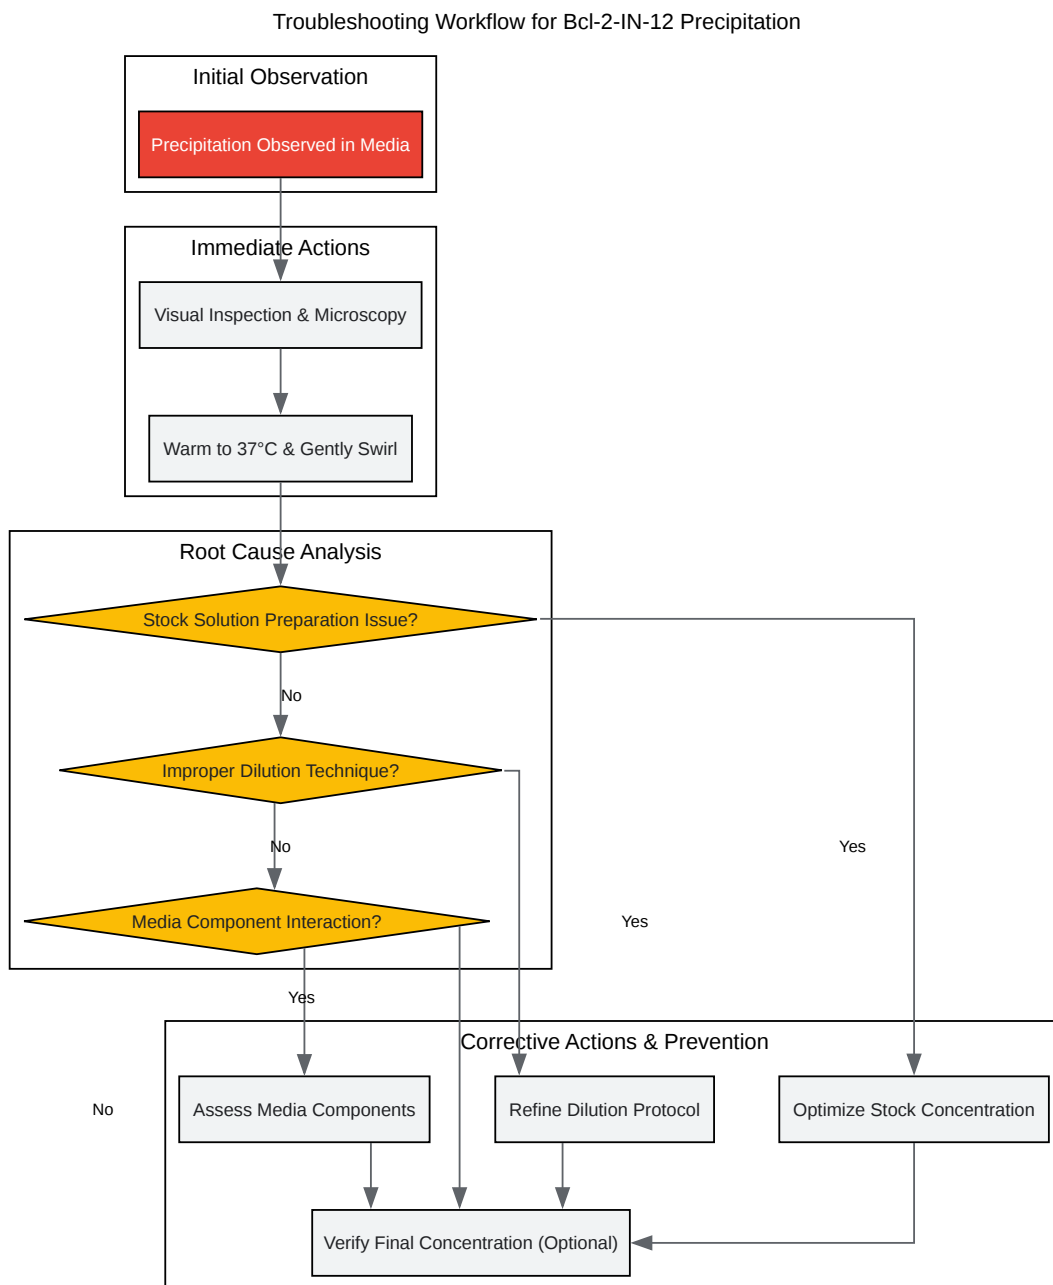 Troubleshooting Workflow for Bcl-2-IN-12 Precipitation
Initial Observation
Precipitation Observed in Media
Immediate Actions
Visual Inspection & Microscopy
Warm to 37°C & Gently Swirl
Root Cause Analysis
Stock Solution Preparation Issue?
No
Improper Dilution Technique?
No
Yes
Media Component Interaction?
Yes
Yes
Corrective Actions & Prevention
No
Assess Media Components
Refine Dilution Protocol
Optimize Stock Concentration
Verify Final Concentration (Optional)